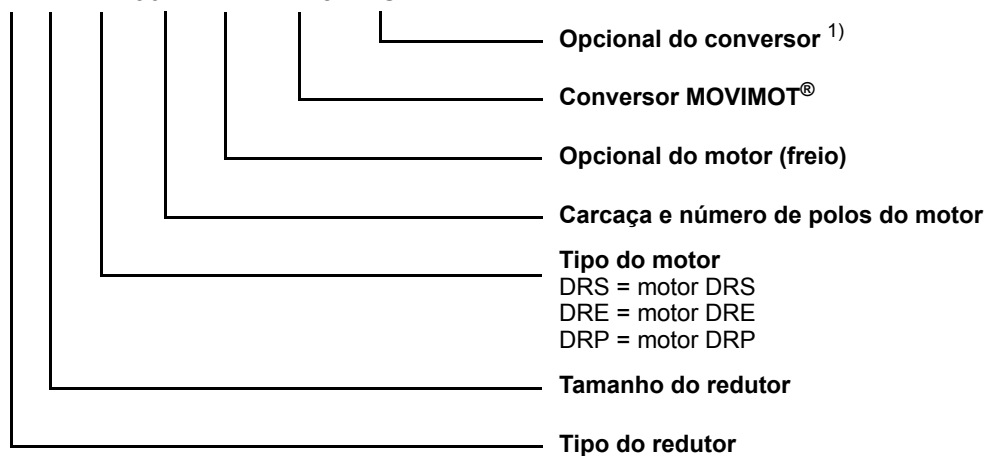 Opcional do conversor 1)
Conversor MOVIMOT®
Opcional do motor (freio)
Carcaça e número de polos do motor
Tipo do motor
DRS = motor DRS
DRE = motor DRE
DRP = motor DRP
Tamanho do redutor
Tipo do redutor